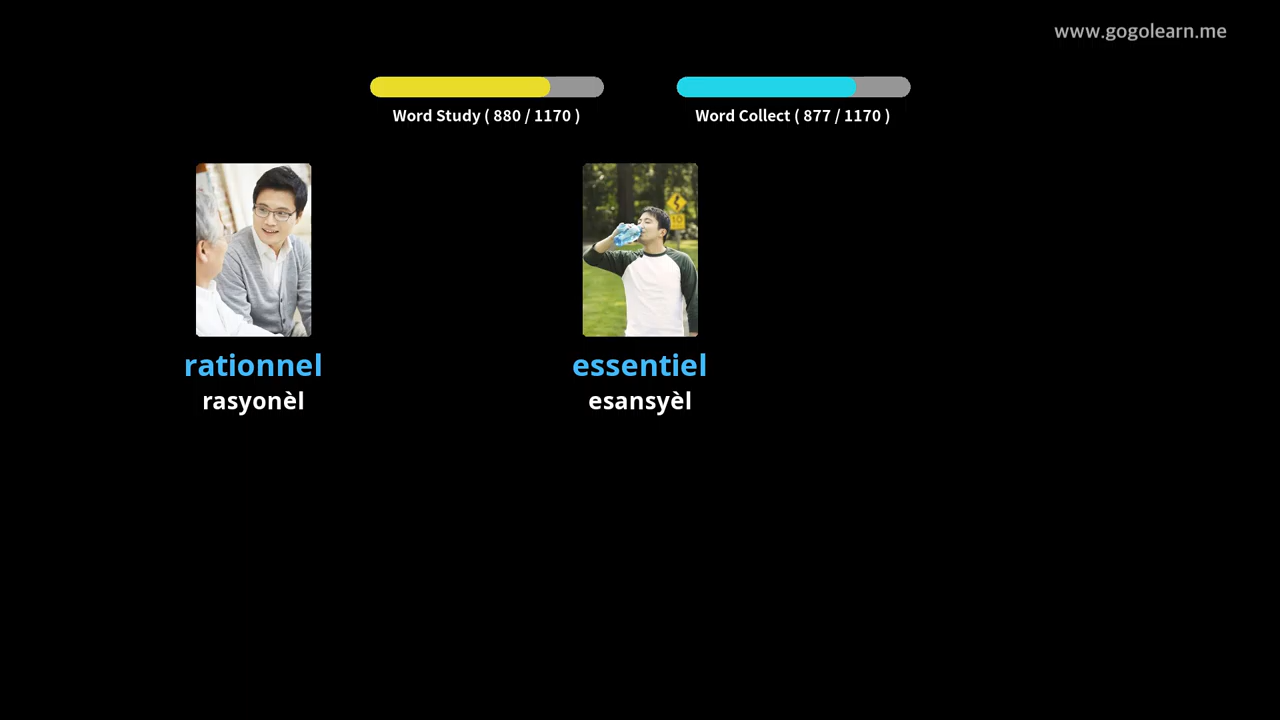 www.gogolearn.me
Word Study ( 880 / 1170 )
Word Collect ( 877 / 1170 )
rationnel
essentiel
rasyonèl
esansyèl